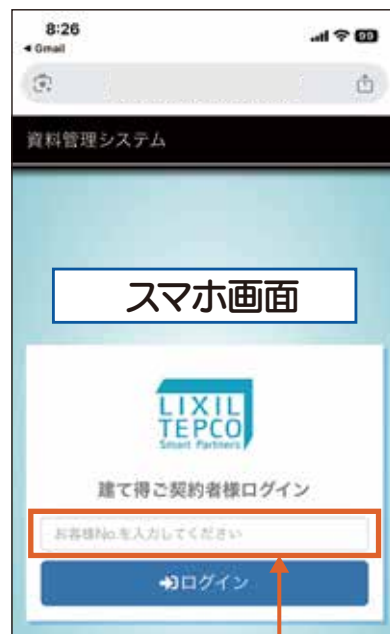 8:26
99
◀ Gmail
資料管理システム
スマホ画面
LIXIL
TEPCO
Smart Partners
建て得ご契約者様ログイン
お客様No.を入力してください
ログイン